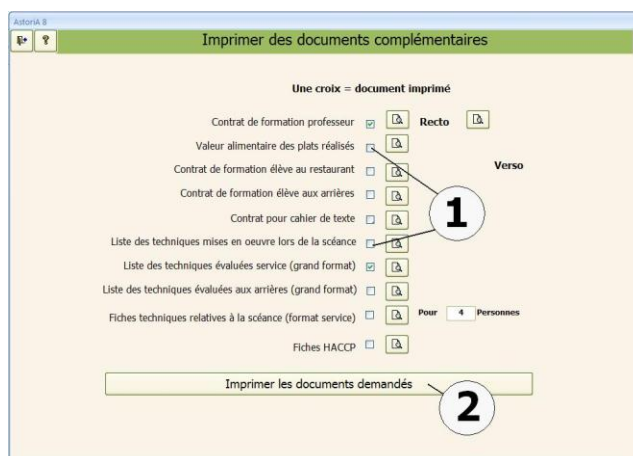 AstoriA 8
?
Imprimer des documents complémentaires
Une croix = document imprimé
Contrat de formation professeur Recto
Valeur alimentaire des plats réalisés
Verso
Contrat de formation élève au restaurant
Contrat de formation élève aux arrières
1
Contrat pour cahier de texte
Liste des techniques mises en oeuvre lors de la scéance
Liste des techniques évaluées service (grand format)
Liste des techniques évaluées aux arrières (grand format)
Fiches techniques relatives à la scéance (format service) Pour 4 Personnes
Fiches HACCP
Imprimer les documents demandés
2